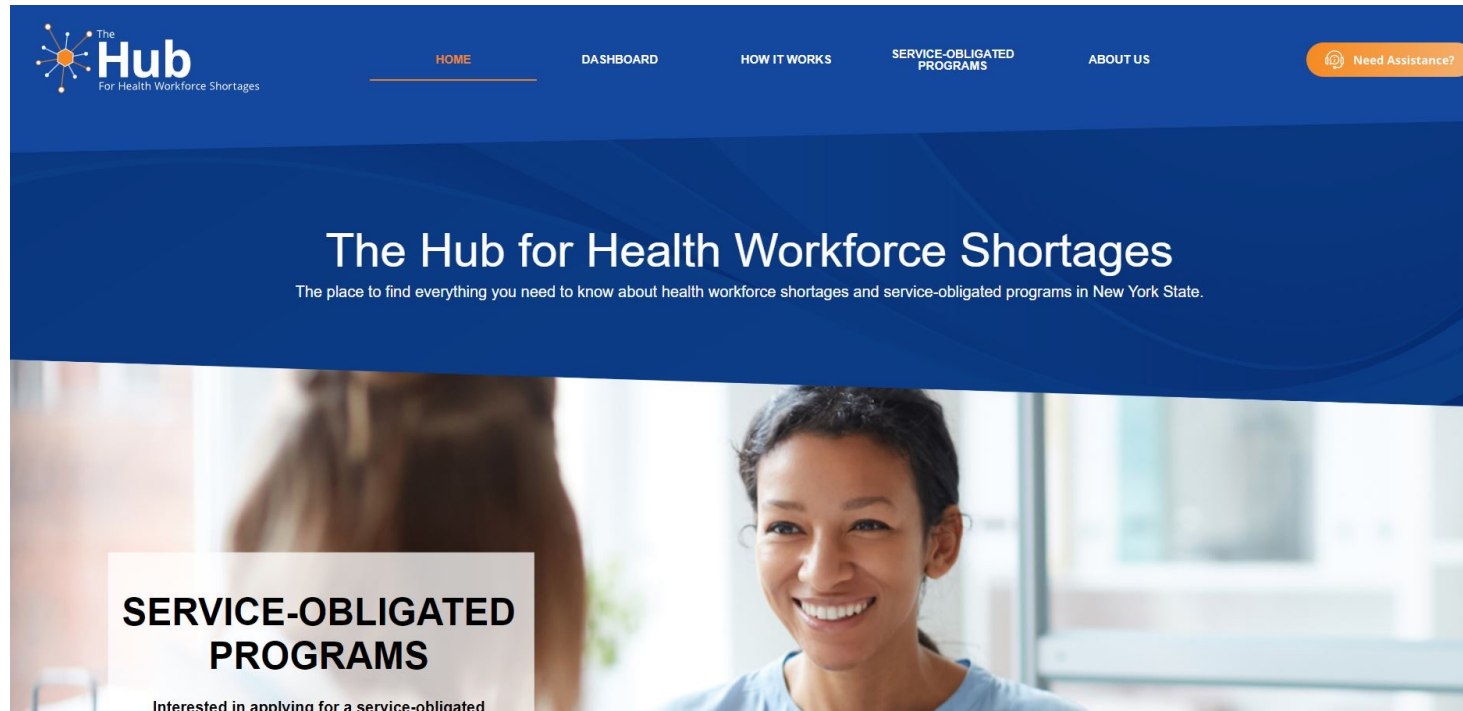 The
Hub
For Health Workforce Shortages
HOME
DASHBOARD
HOW IT WORKS
SERVICE-OBLIGATED
PROGRAMS
ABOUT US
Need Assistance?
The Hub for Health Workforce Shortages
The place to find everything you need to know about health workforce shortages and service-obligated programs in New York State.
SERVICE-OBLIGATED
PROGRAMS
Interested in applying for a service-obligated